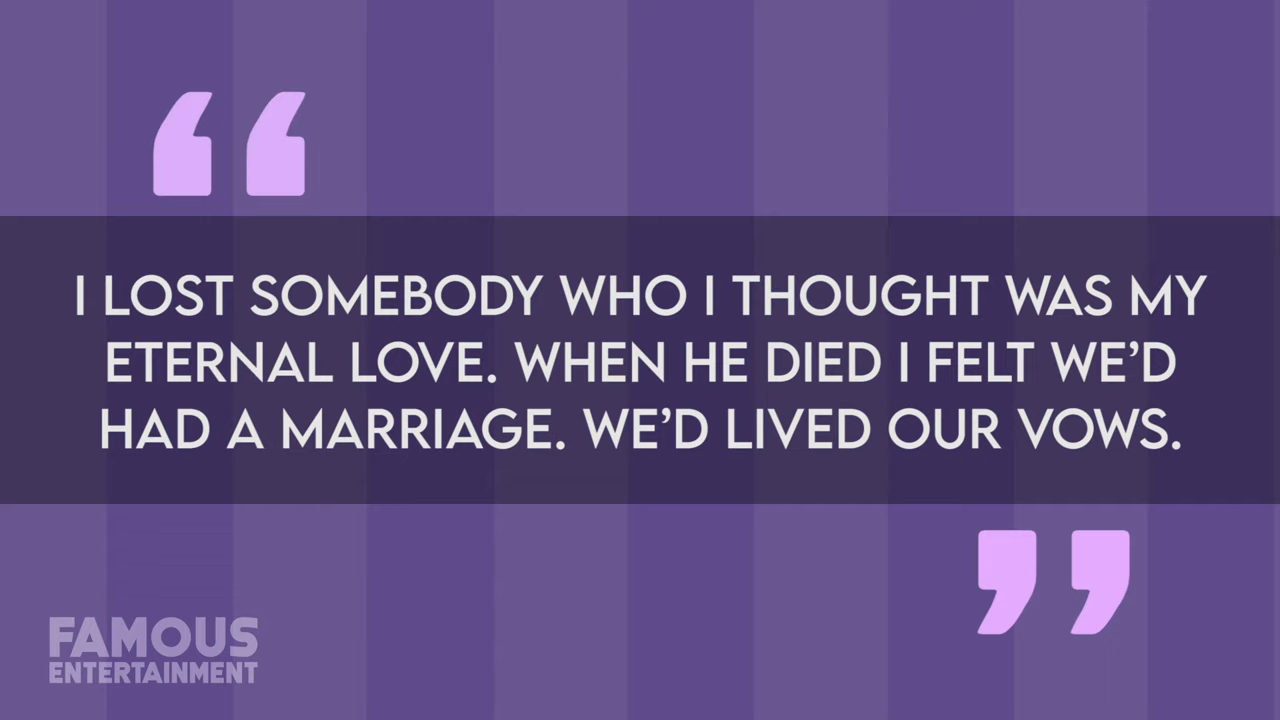 I LOST SOMEBODY WHO I THOUGHT WAS MY
ETERNAL LOVE. WHEN HE DIED I FELT WE’D
HAD A MARRIAGE. WE’D LIVED OUR VOWS.
FAMOUS
ENTERTAINMENT